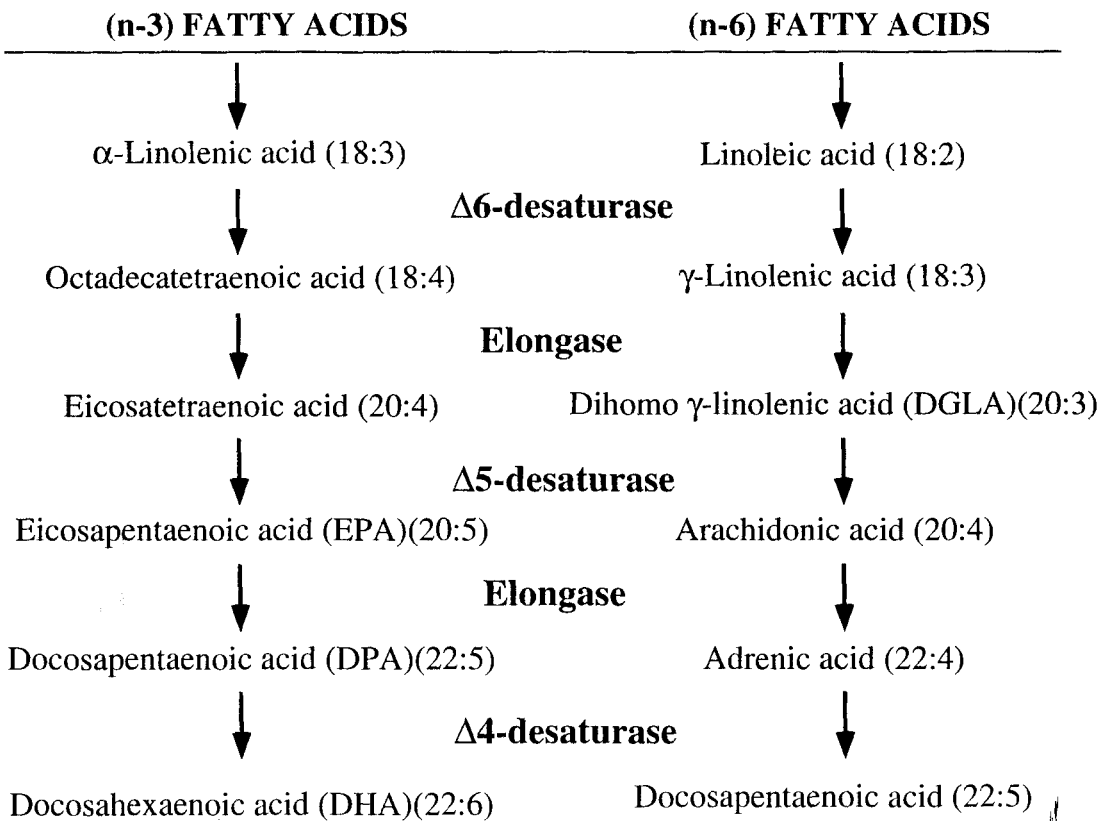 (n-3) FATTY ACIDS (n-6) FATTY ACIDS
α-Linolenic acid (18:3) Linoleic acid (18:2)
Δ6-desaturase
Octadecatetraenoic acid (18:4) γ-Linolenic acid (18:3)
Elongase
Eicosatetraenoic acid (20:4) Dihomo γ-linolenic acid (DGLA)(20:3)
Δ5-desaturase
Eicosapentaenoic acid (EPA)(20:5) Arachidonic acid (20:4)
Elongase
Docosapentaenoic acid (DPA)(22:5) Adrenic acid (22:4)
Δ4-desaturase
Docosahexaenoic acid (DHA)(22:6) Docosapentaenoic acid (22:5)